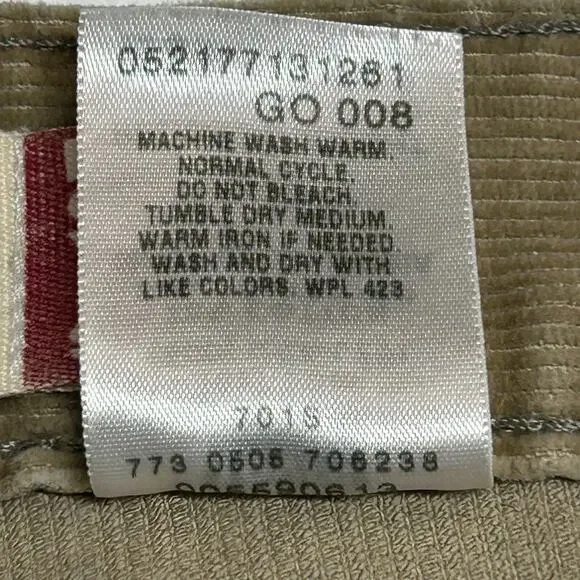 052177131261
GO 008
MACHINE WASH WARM.
NORMAL CYCLE.
DO NOT BLEACH.
TUMBLE DRY MEDIUM.
WARM IRON IF NEEDED.
WASH AND DRY WITH
LIKE COLORS. WPL 423
701S
773 0505 706238